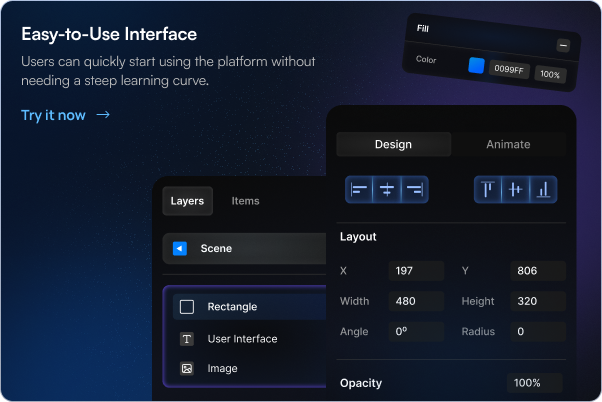 Easy-to-Use Interface
Users can quickly start using the platform without
needing a steep learning curve.
Try it now →
Fill
Color 0099FF 100%
Layers Items
Scene
Rectangle
User Interface
Image
Design Animate
Layout
X 197 Y 806
Width 480 Height 320
Angle 0º Radius 0
Opacity 100%